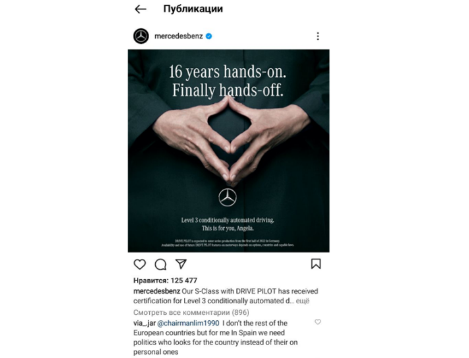 Публикации
mercedesbenz
16 years hands-on.
Finally hands-off.
Level 3 conditionally automated driving.
This is for you, Angela.
Нравится: 125 477
mercedesbenz Our S-Class with DRIVE PILOT has received
certification for Level 3 conditionally automated d... ещё
Смотреть все комментарии (896)
via__jar @chairmanlim1990 I don't the rest of the
European countries but for me In Spain we need
politics who looks for the country instead of their on
personal ones